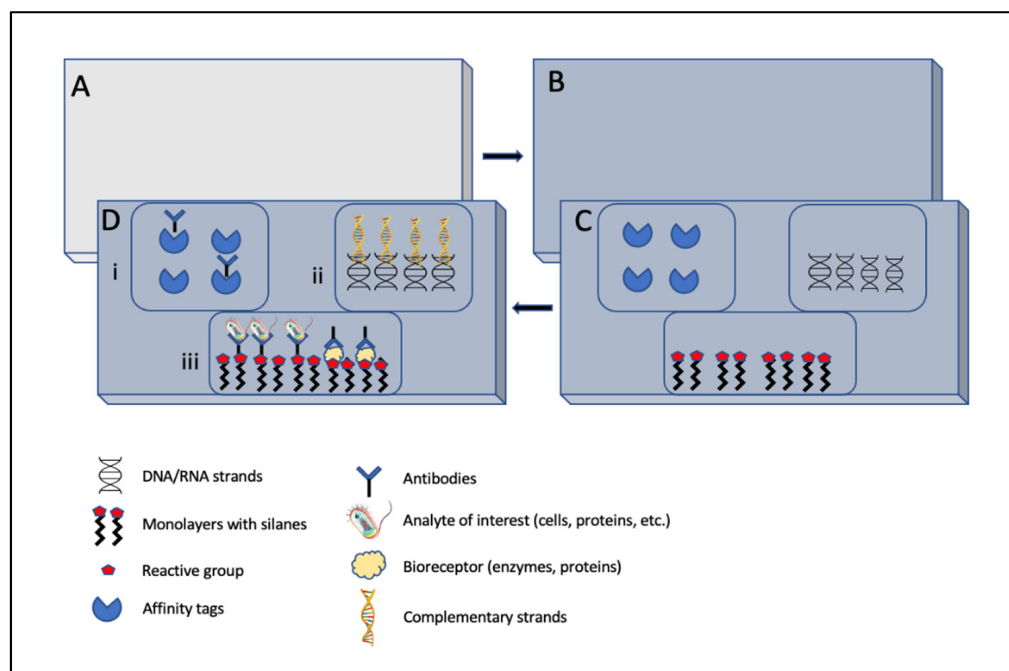 A
B
D
C
i
ii
iii
DNA/RNA strands
Monolayers with silanes
Reactive group
Affinity tags
Antibodies
Analyte of interest (cells, proteins, etc.)
Bioreceptor (enzymes, proteins)
Complementary strands